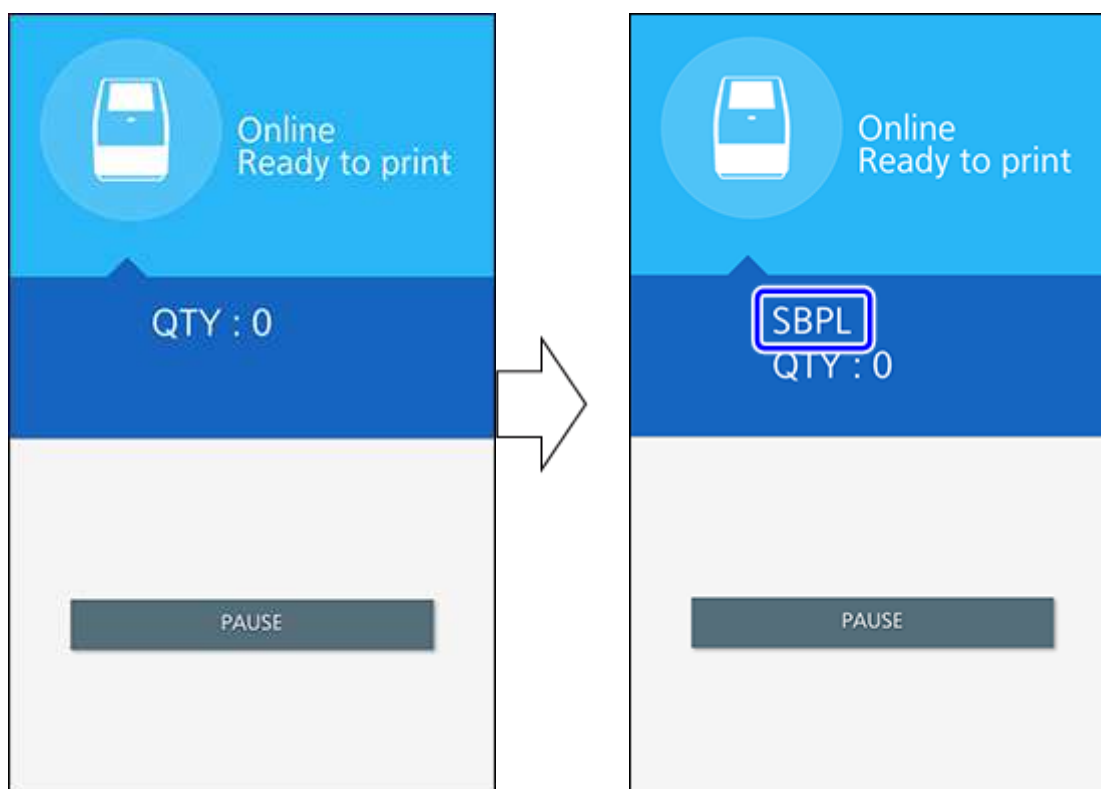 Online
Ready to print
QTY : 0
PAUSE
Online
Ready to print
SBPL
QTY : 0
PAUSE